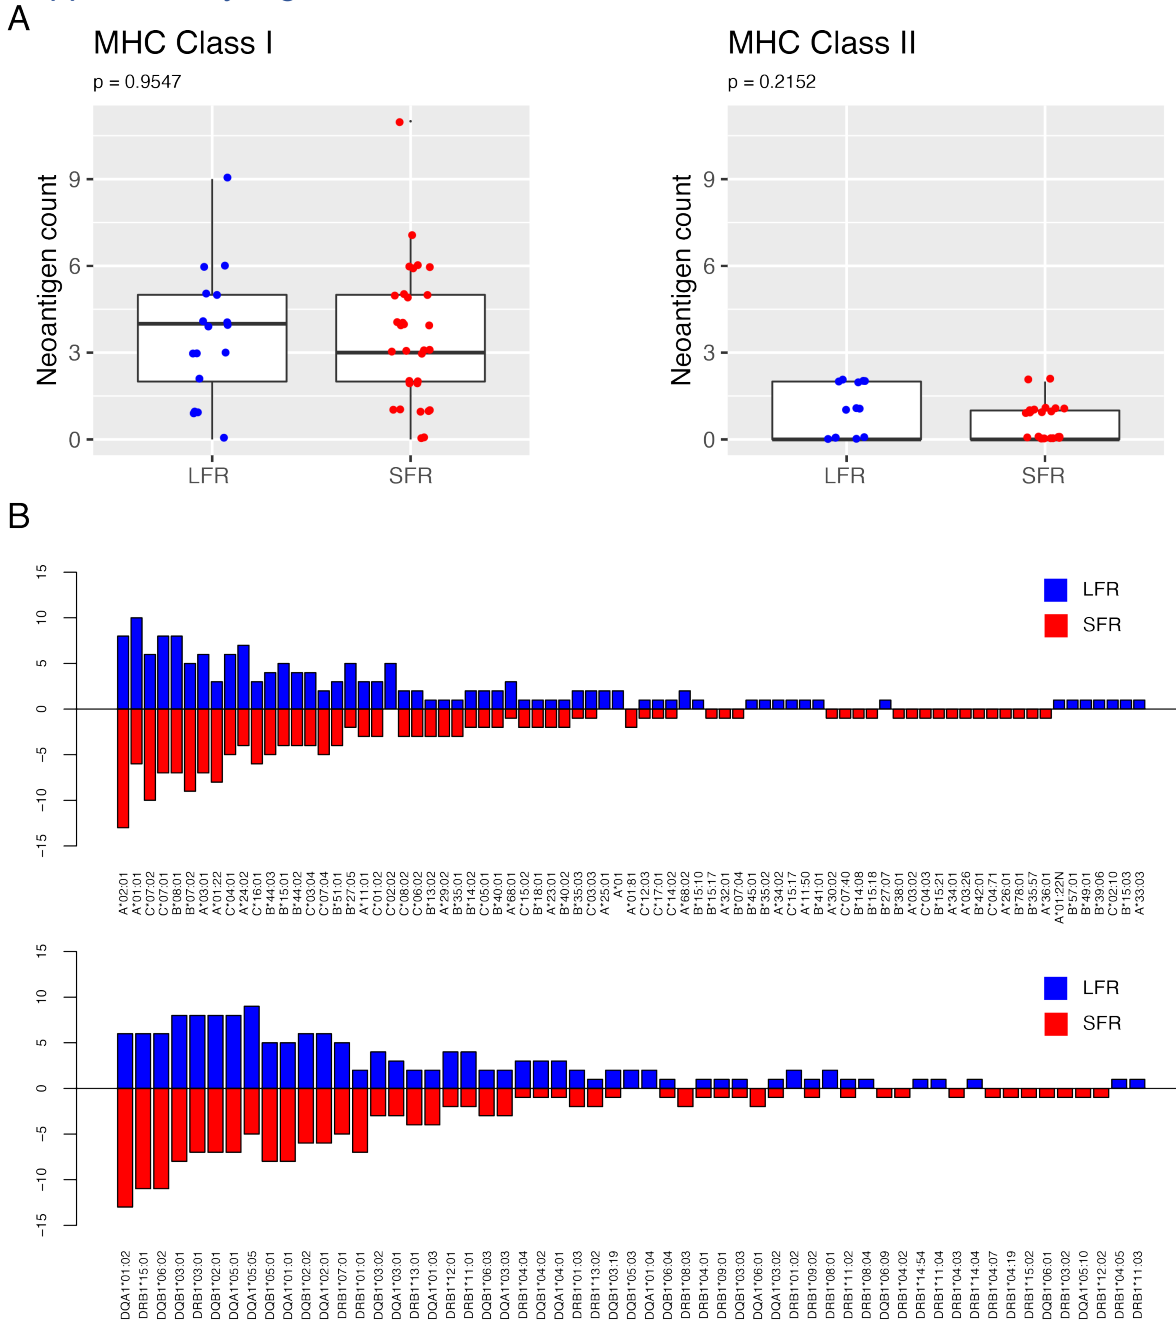 A
MHC Class I
p = 0.9547
Neoantigen count
9
6
3
0
LFR
SFR
MHC Class II
p = 0.2152
Neoantigen count
9
6
3
0
LFR
SFR
B
15
10
5
0
−5
−10
−15
LFR
SFR
A*02:01
A*01:01
C*07:02
C*07:01
B*08:01
B*07:02
A*03:01
A*01:22
C*04:01
A*24:02
C*16:01
B*44:03
B*15:01
B*44:02
C*03:04
C*07:04
B*51:01
B*27:05
A*11:01
C*01:02
C*02:02
C*08:02
C*06:02
B*13:02
A*29:02
B*35:01
B*14:02
C*05:01
B*40:01
A*68:01
C*15:02
B*18:01
A*23:01
B*40:02
B*35:03
C*03:03
A*25:01
A*01
A*01:81
C*12:03
C*17:01
C*14:02
A*68:02
B*15:10
B*15:17
A*32:01
B*07:04
B*45:01
B*35:02
A*34:02
C*15:17
A*11:50
B*41:01
A*30:02
C*07:40
B*14:08
B*15:18
B*27:07
B*38:01
A*03:02
C*04:03
B*15:21
A*34:01
A*03:26
B*42:01
C*04:71
A*26:01
B*78:01
B*35:57
A*36:01
A*01:22N
B*57:01
B*49:01
B*39:06
C*02:10
B*15:03
A*33:03
15
10
5
0
−5
−10
−15
LFR
SFR
DQA1*01:02
DRB1*15:01
DQB1*06:02
DQB1*03:01
DRB1*03:01
DQB1*02:01
DQA1*05:01
DQA1*05:05
DQB1*05:01
DQA1*01:01
DQB1*02:02
DQA1*02:01
DRB1*07:01
DRB1*01:01
DQB1*03:02
DQA1*03:01
DRB1*13:01
DQA1*01:03
DRB1*12:01
DRB1*11:01
DQB1*06:03
DQA1*03:03
DRB1*04:04
DQB1*04:02
DQA1*04:01
DRB1*01:03
DRB1*13:02
DQB1*03:19
DQB1*05:03
DQA1*01:04
DQB1*06:04
DRB1*08:03
DRB1*04:01
DRB1*09:01
DQB1*03:03
DQA1*06:01
DQA1*03:02
DRB1*01:02
DRB1*09:02
DRB1*08:01
DRB1*11:02
DRB1*08:04
DQB1*06:09
DRB1*04:02
DRB1*14:54
DRB1*11:04
DRB1*04:03
DRB1*14:04
DRB1*04:07
DRB1*04:19
DRB1*15:02
DQB1*06:01
DRB1*03:02
DQA1*05:10
DRB1*12:02
DRB1*04:05
DRB1*11:03